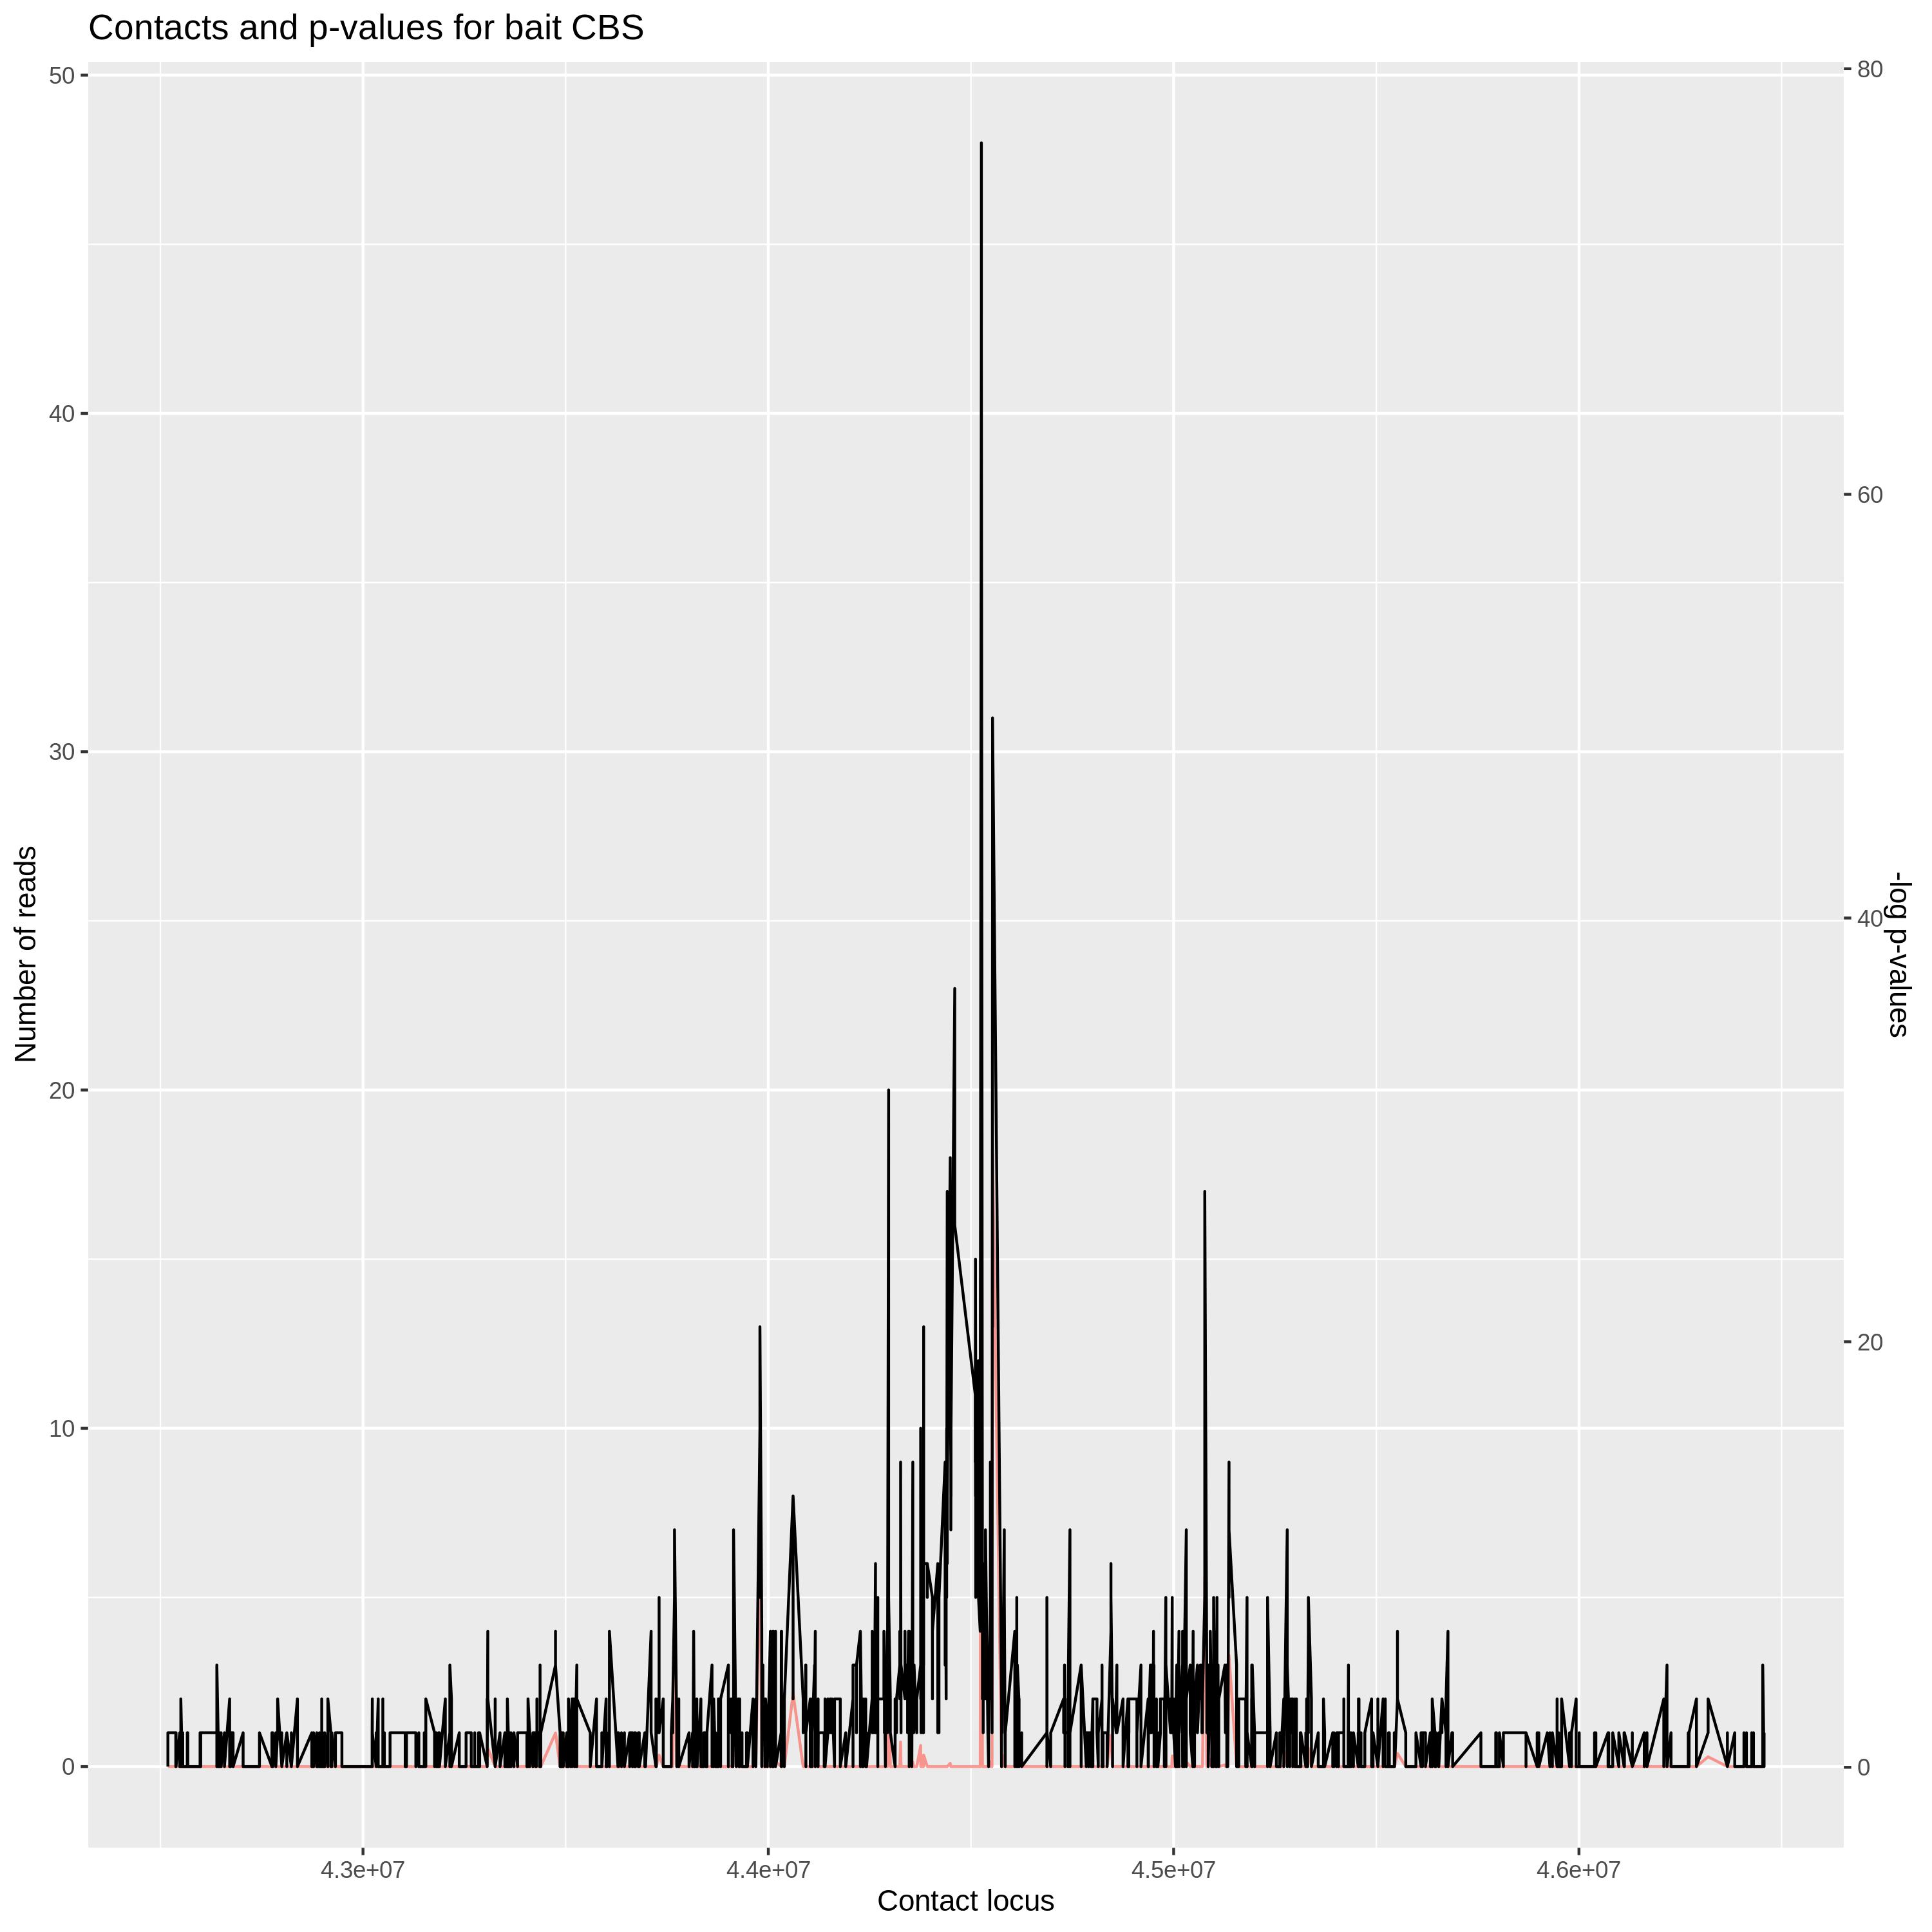 Contacts and p-values for bait CBS
50
40
30
20
10
0
80
60
40
20
0
Number of reads
-log p-values
4.3e+07
4.4e+07
4.5e+07
4.6e+07
Contact locus